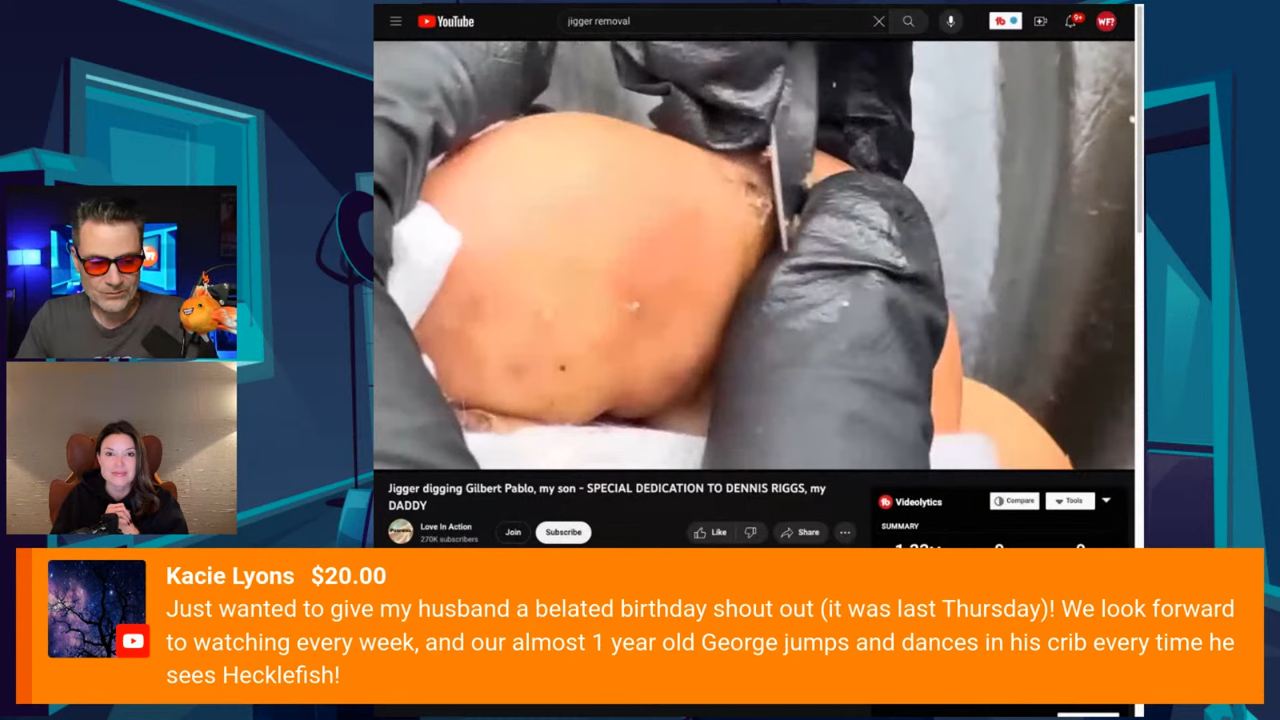 YouTube
jigger removal
9+
WF?
Jigger digging Gilbert Pablo, my son - SPECIAL DEDICATION TO DENNIS RIGGS, my
DADDY
Love In Action
270K subscribers
Join
Subscribe
Like
Share
Videolytics
Compare
Tools
SUMMARY
Kacie Lyons $20.00
Just wanted to give my husband a belated birthday shout out (it was last Thursday)! We look forward
to watching every week, and our almost 1 year old George jumps and dances in his crib every time he
sees Hecklefish!